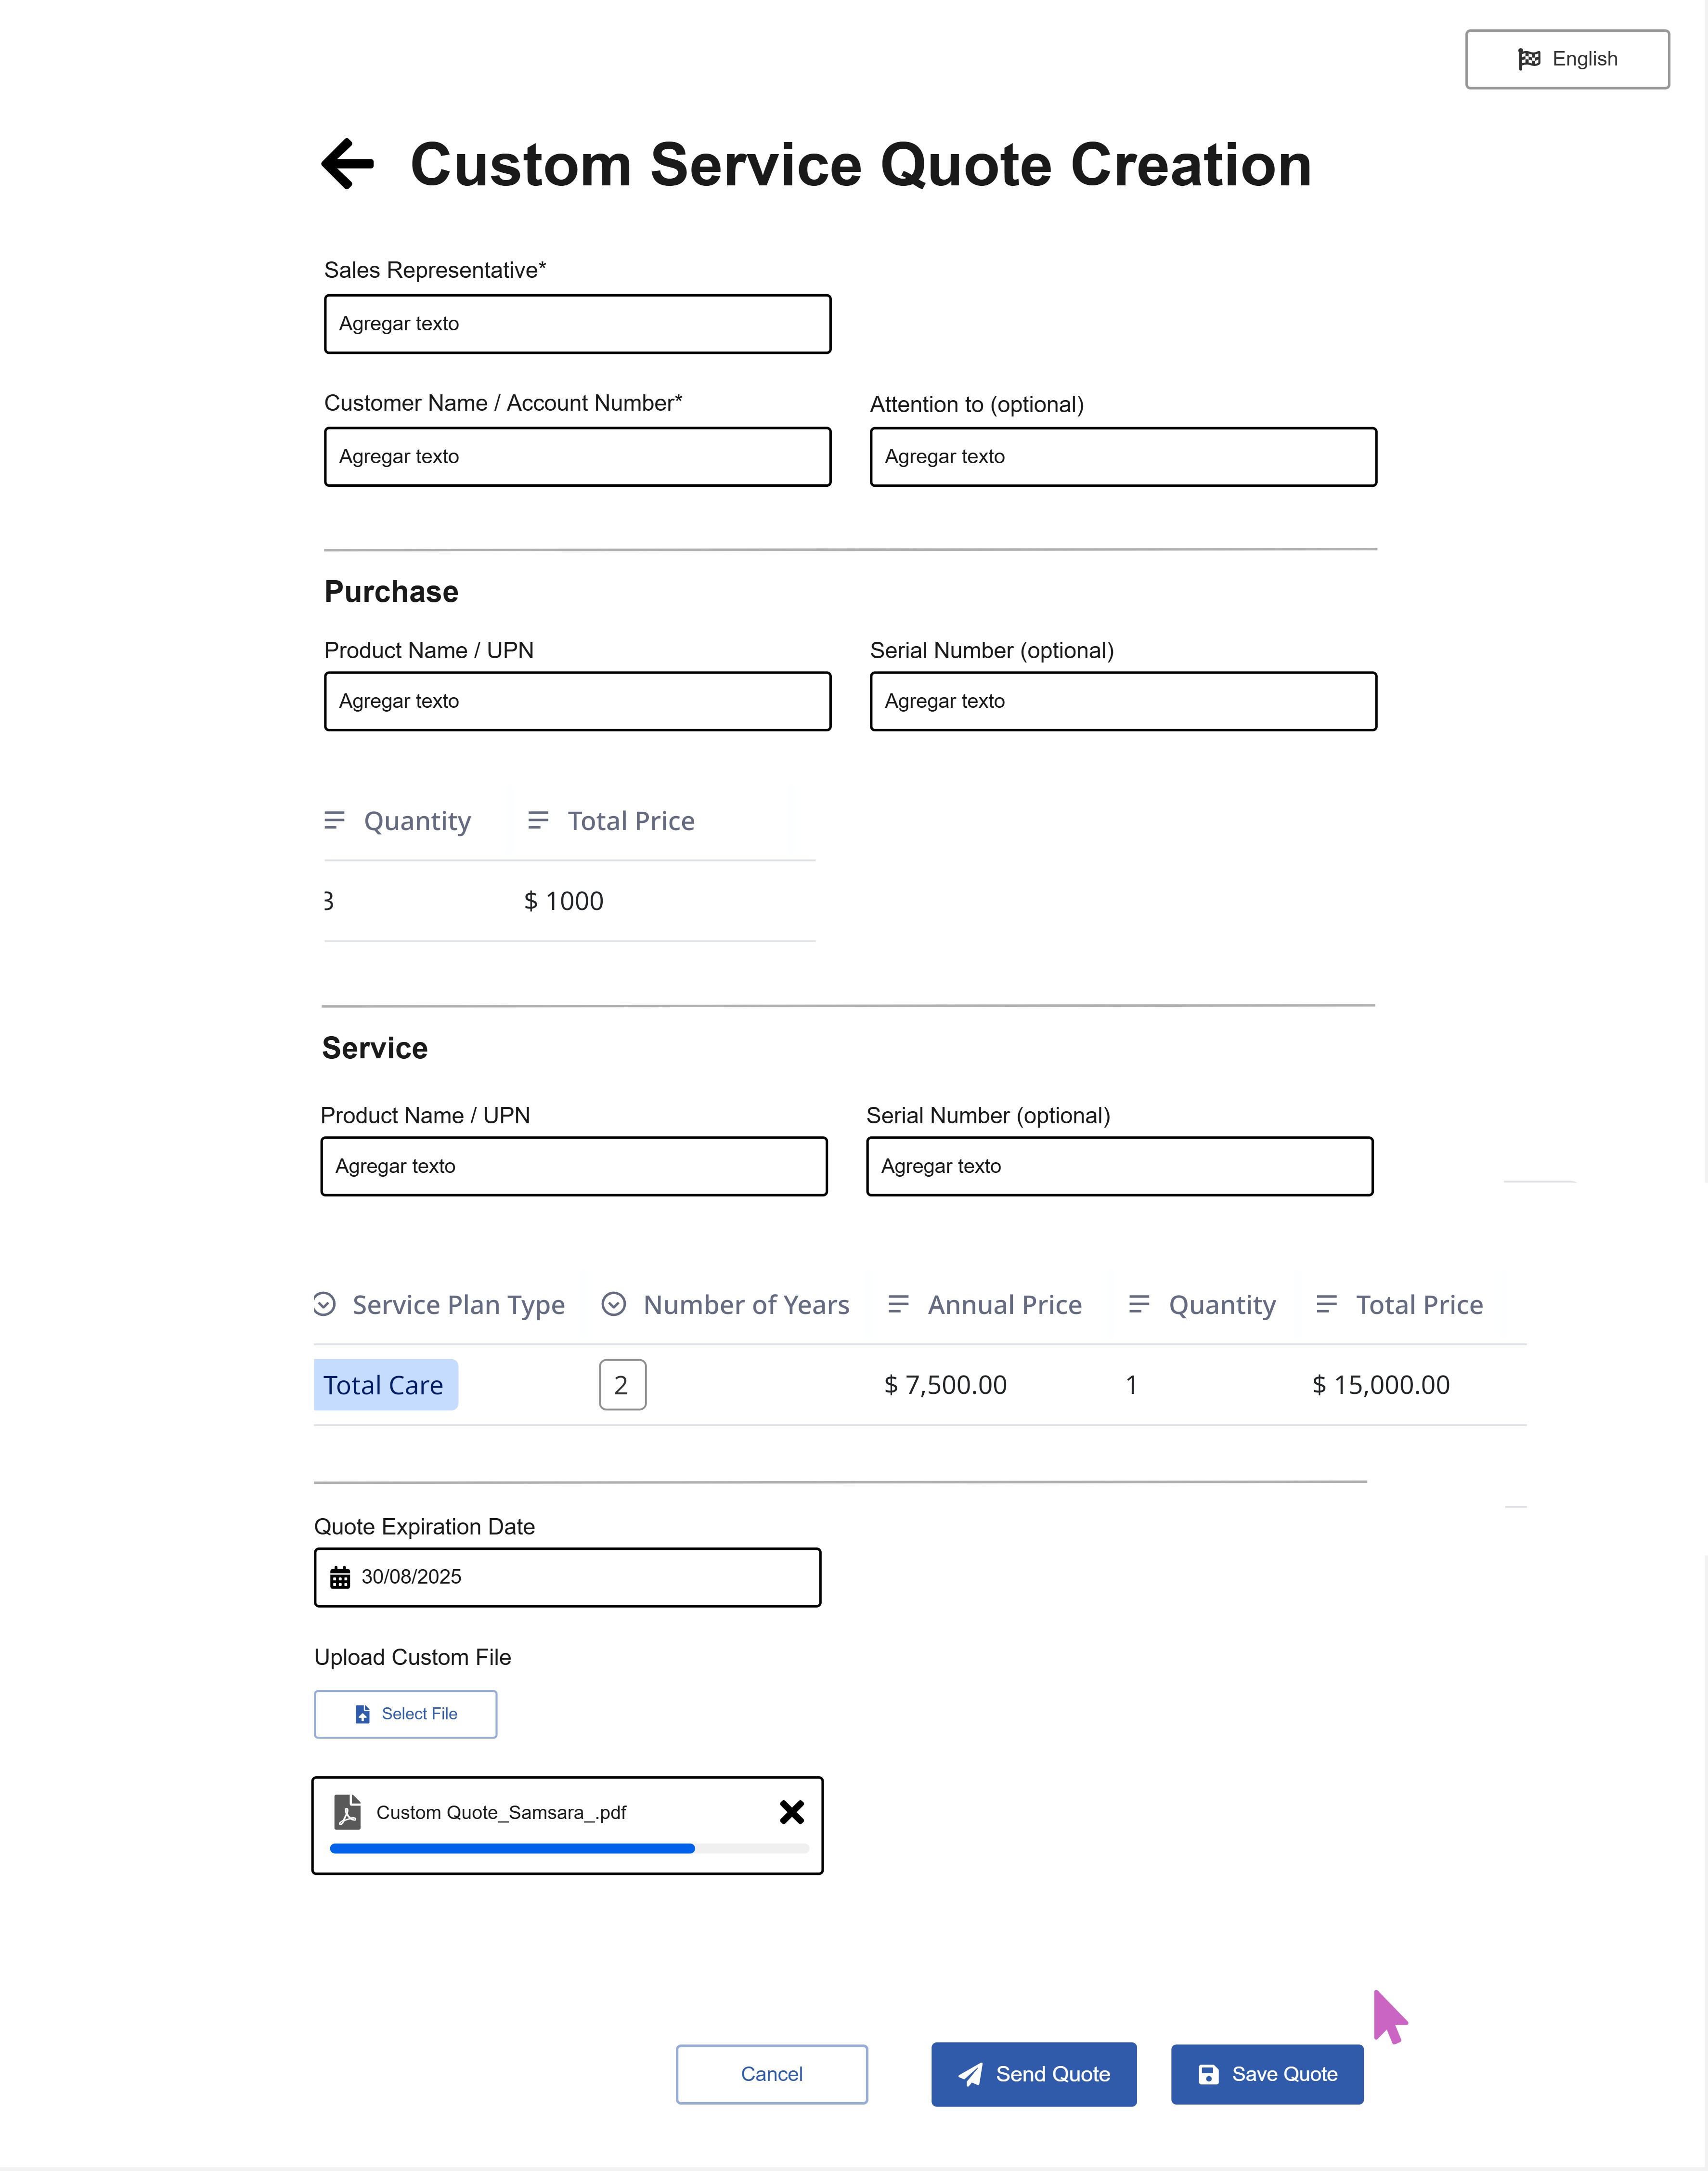 English
Custom Service Quote Creation
Sales Representative*
Agregar texto
Customer Name / Account Number* Attention to (optional)
Agregar texto Agregar texto
Purchase
Product Name / UPN Serial Number (optional)
Agregar texto Agregar texto
Quantity Total Price
3 $ 1000
Service
Product Name / UPN Serial Number (optional)
Agregar texto Agregar texto
Service Plan Type Number of Years Annual Price Quantity Total Price
Total Care 2 $ 7,500.00 1 $ 15,000.00
Quote Expiration Date
30/08/2025
Upload Custom File
Select File
Custom Quote_Samsara_.pdf
Cancel Send Quote Save Quote